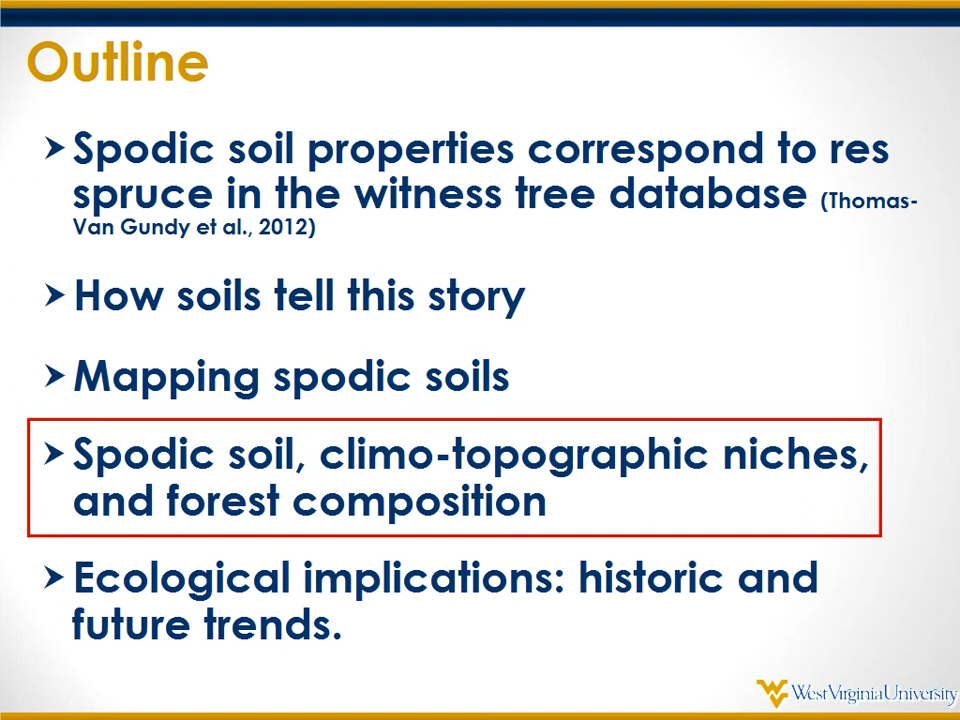 Outline
Spodic soil properties correspond to res
spruce in the witness tree database (Thomas-
Van Gundy et al., 2012)
How soils tell this story
Mapping spodic soils
Spodic soil, climo-topographic niches,
and forest composition
Ecological implications: historic and
future trends.
West Virginia University